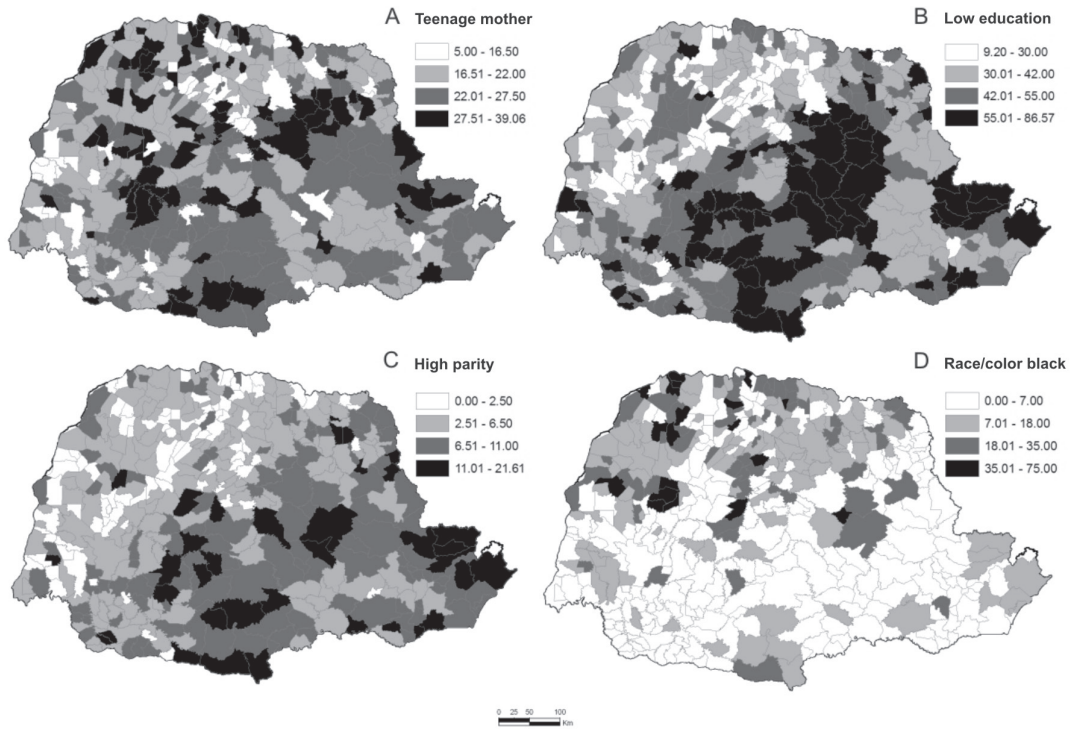 A Teenage mother
5.00 - 16.50
16.51 - 22.00
22.01 - 27.50
27.51 - 39.06
B Low education
9.20 - 30.00
30.01 - 42.00
42.01 - 55.00
55.01 - 86.57
C High parity
0.00 - 2.50
2.51 - 6.50
6.51 - 11.00
11.01 - 21.61
D Race/color black
0.00 - 7.00
7.01 - 18.00
18.01 - 35.00
35.01 - 75.00
0 25 50 100
Km